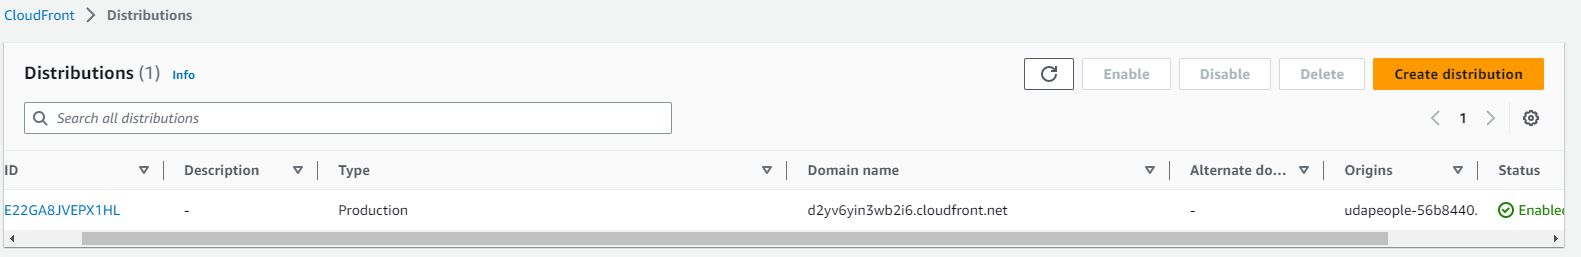 CloudFront > Distributions
Distributions (1) Info
Enable Disable Delete Create distribution
Search all distributions
1
ID Description Type Domain name Alternate do... Origins Status
E22GA8JVEPX1HL - Production d2yv6yin3wb2i6.cloudfront.net - udapeople-56b8440. Enabled